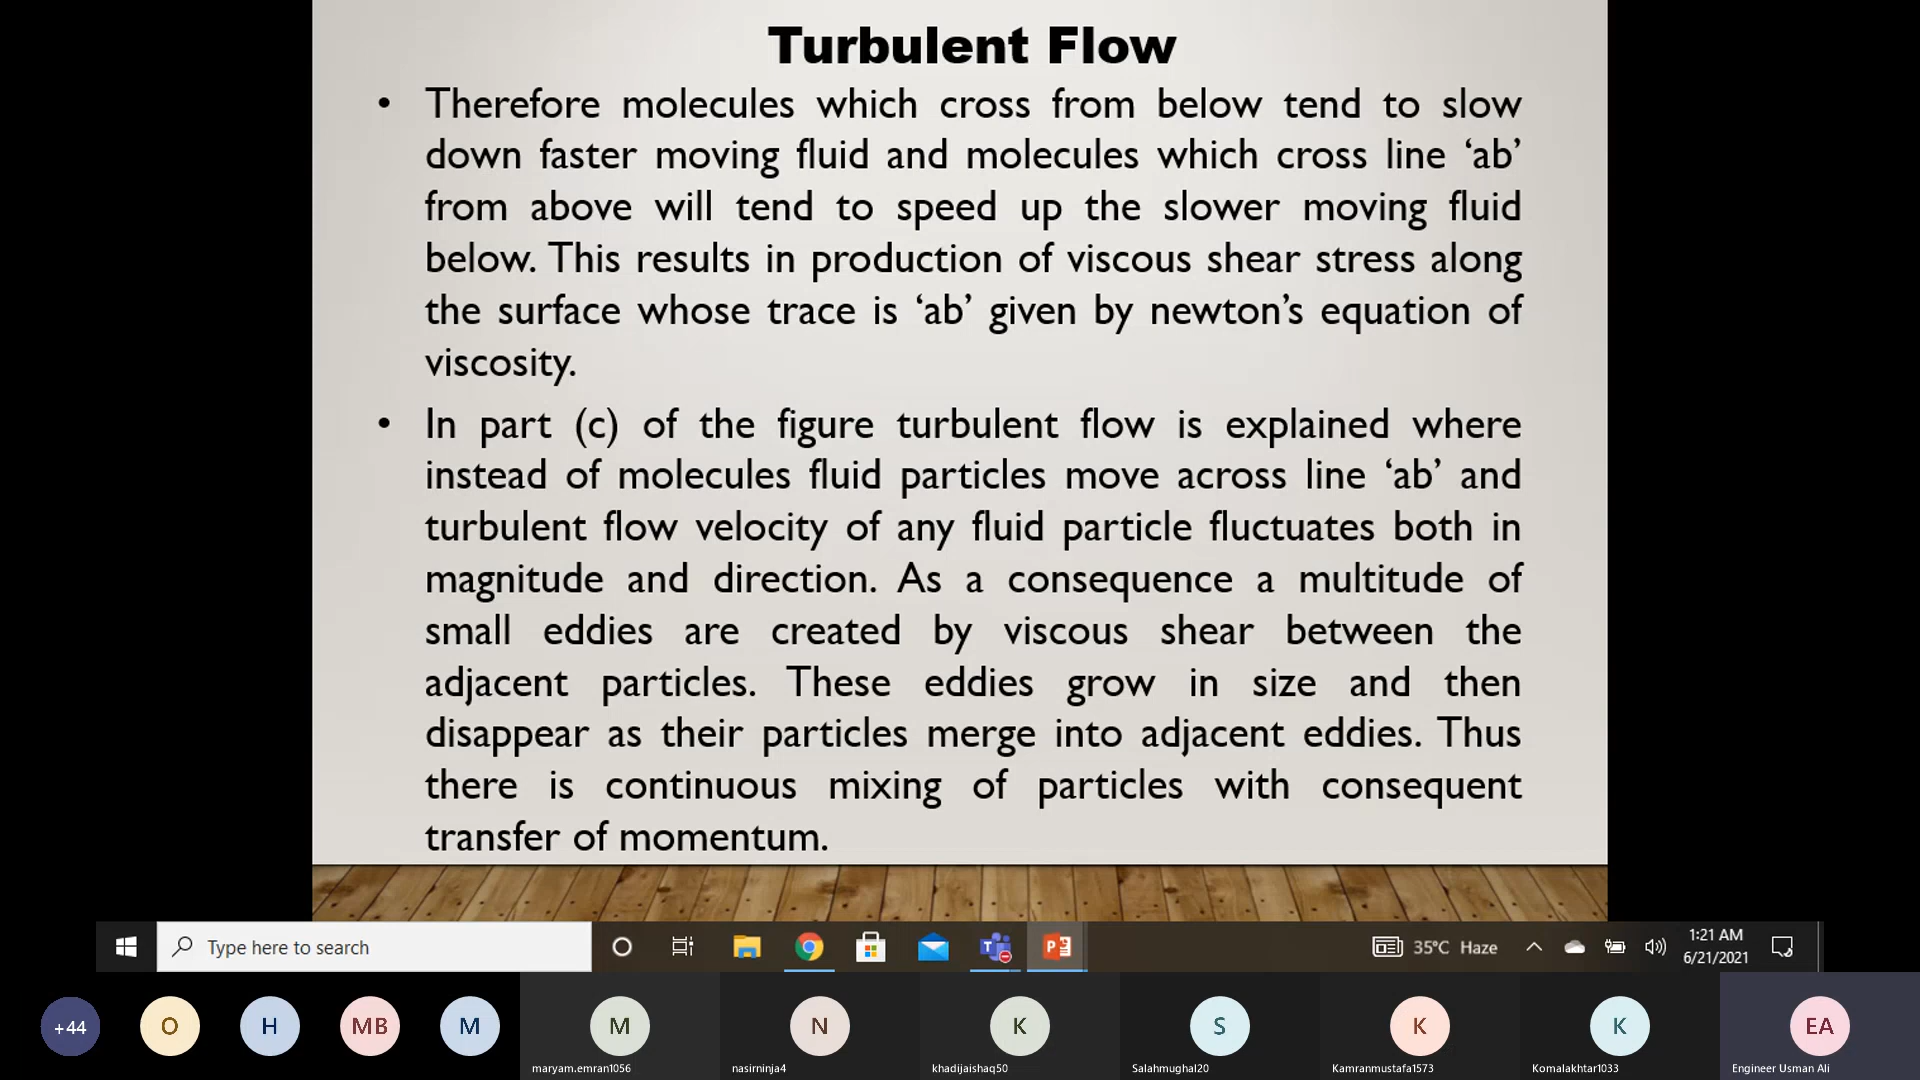 Turbulent Flow
• Therefore molecules which cross from below tend to slow
down faster moving fluid and molecules which cross line ‘ab’
from above will tend to speed up the slower moving fluid
below. This results in production of viscous shear stress along
the surface whose trace is ‘ab’ given by newton’s equation of
viscosity.
• In part (c) of the figure turbulent flow is explained where
instead of molecules fluid particles move across line ‘ab’ and
turbulent flow velocity of any fluid particle fluctuates both in
magnitude and direction. As a consequence a multitude of
small eddies are created by viscous shear between the
adjacent particles. These eddies grow in size and then
disappear as their particles merge into adjacent eddies. Thus
there is continuous mixing of particles with consequent
transfer of momentum.
Type here to search
35°C Haze
1:21 AM
6/21/2021
+44 O H MB M M N K S K K EA
maryam.emran1056 nasirninja4 khadijaishaq50 Salahmughal20 Kamranmustafa1573 Komalakhtar1033 Engineer Usman Ali